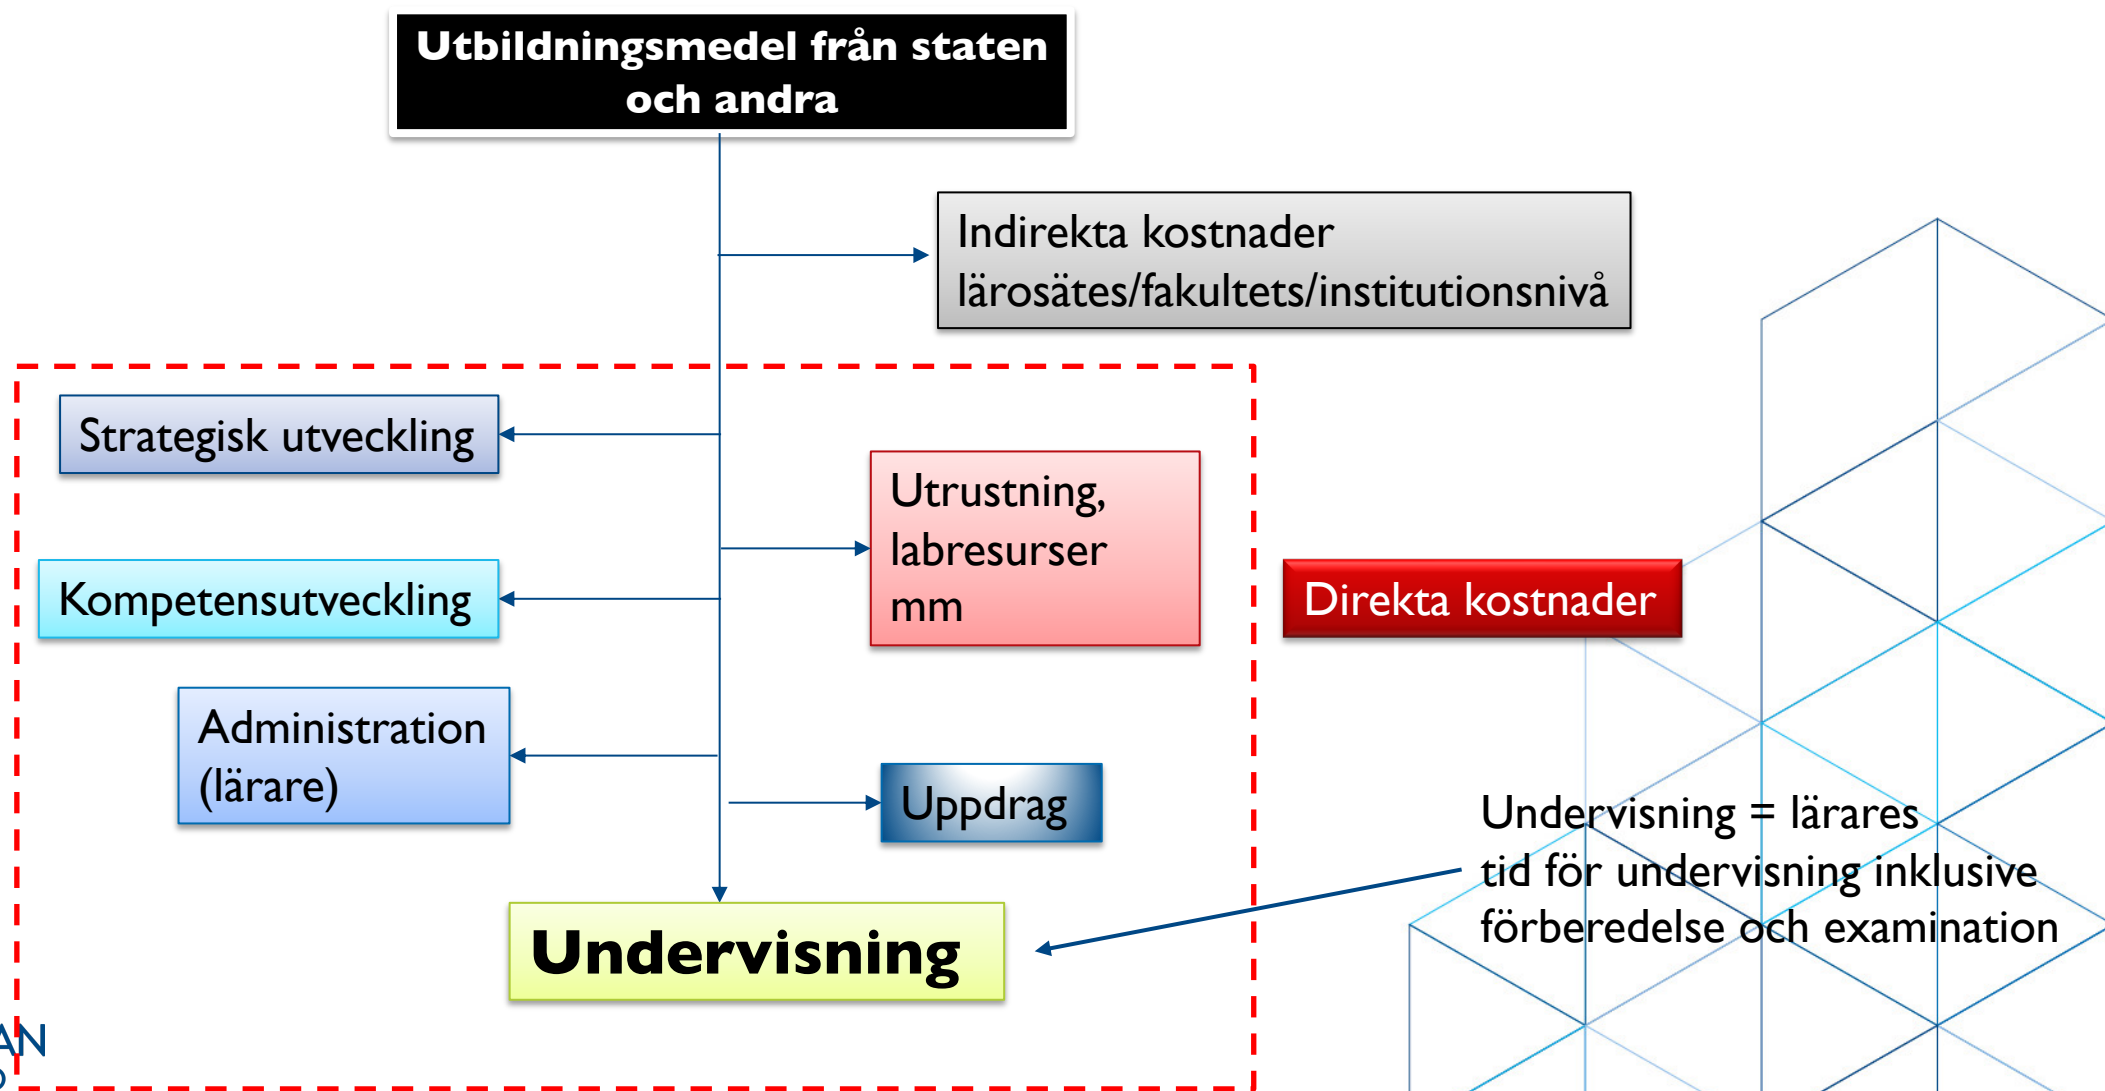 Utbildningsmedel från staten
och andra
Indirekta kostnader
lärosätes/fakultets/institutionsnivå
Strategisk utveckling
Utrustning,
labresurser
mm
Kompetensutveckling
Direkta kostnader
Administration
(lärare)
Uppdrag
Undervisning = lärares
tid för undervisning inklusive
förberedelse och examination
Undervisning